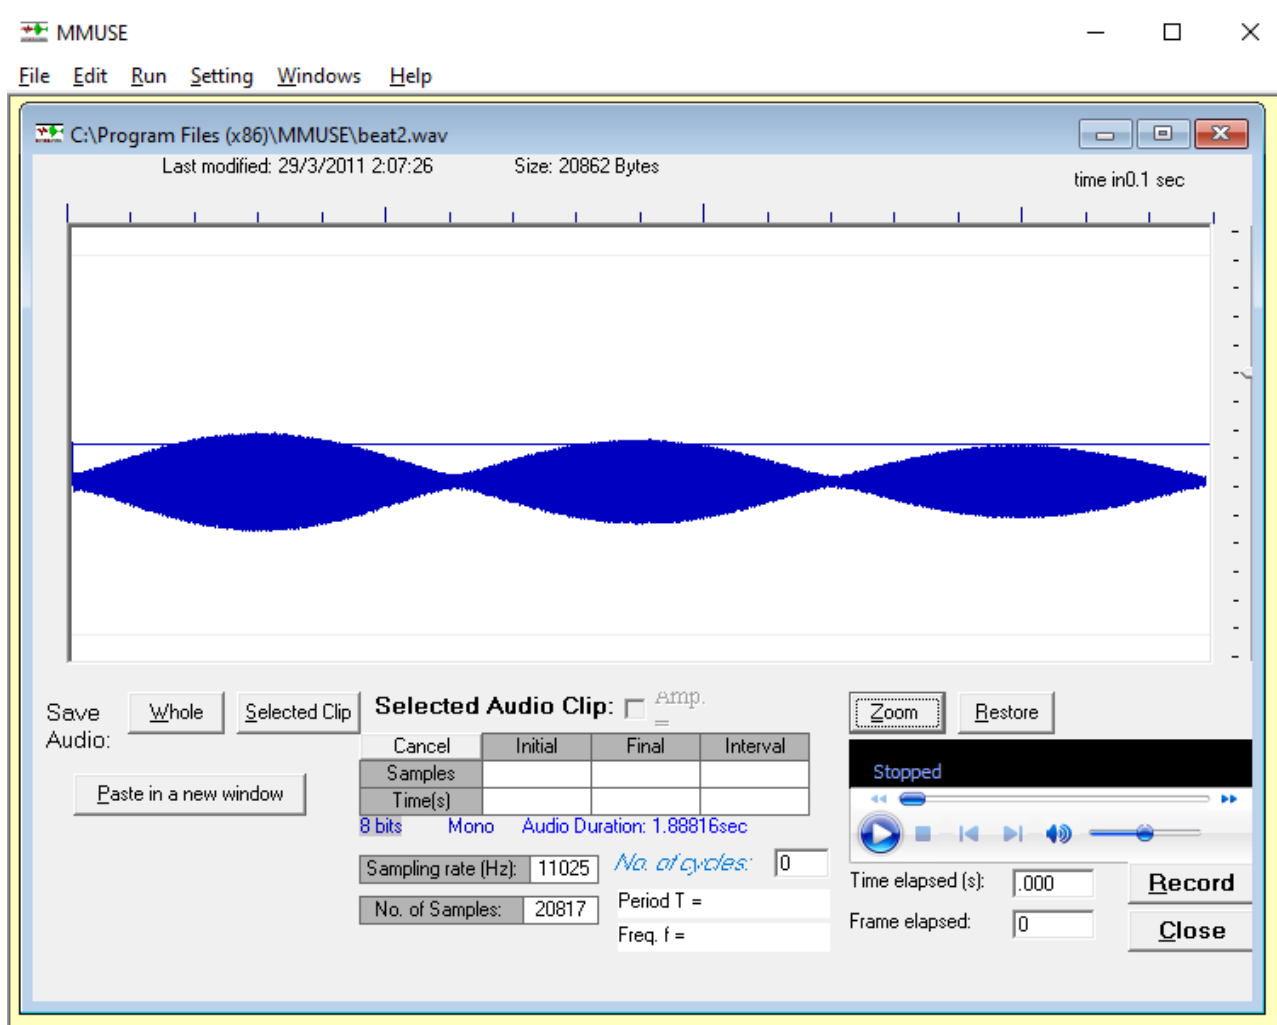 MMUSE
File Edit Run Setting Windows Help
C:\Program Files (x86)\MMUSE\beat2.wav
Last modified: 29/3/2011 2:07:26 Size: 20862 Bytes
time in0.1 sec
Save Audio:
Whole Selected Clip
Paste in a new window
Selected Audio Clip: Amp. =
Cancel Initial Final Interval
Samples
Time(s)
8 bits Mono Audio Duration: 1.88816sec
Sampling rate (Hz): 11025
No. of Samples: 20817
No. of cycles: 0
Period T =
Freq. f =
Zoom Restore
Stopped
Time elapsed (s): .000
Frame elapsed: 0
Record
Close